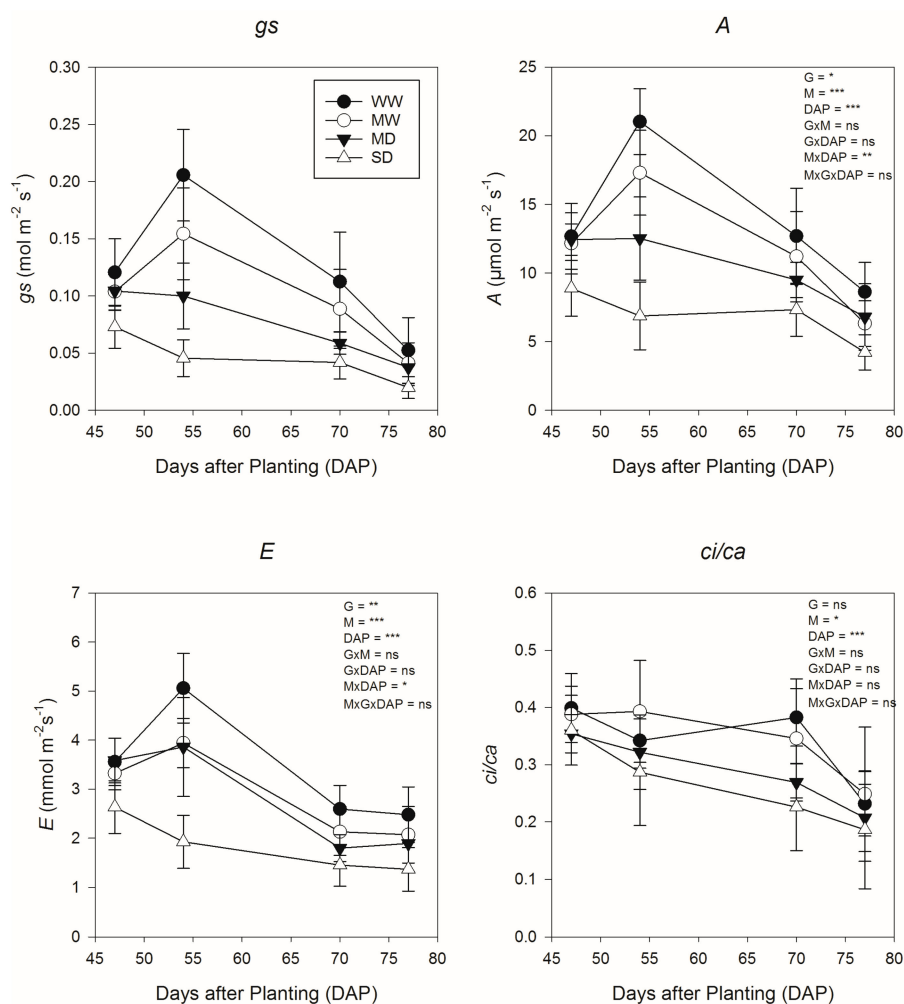 gs
gs (mol m⁻² s⁻¹)
0.30
0.25
0.20
0.15
0.10
0.05
0.00
WW
MW
MD
SD
45 50 55 60 65 70 75 80
Days after Planting (DAP)
A
A (µmol m⁻² s⁻¹)
25
20
15
10
5
0
G = *
M = ***
DAP = ***
GxM = ns
GxDAP = ns
MxDAP = **
MxGxDAP = ns
45 50 55 60 65 70 75 80
Days after Planting (DAP)
E
E (mmol m⁻²s⁻¹)
7
6
5
4
3
2
1
0
G = **
M = ***
DAP = ***
GxM = ns
GxDAP = ns
MxDAP = *
MxGxDAP = ns
45 50 55 60 65 70 75 80
Days after Planting (DAP)
ci/ca
ci/ca
0.6
0.5
0.4
0.3
0.2
0.1
0.0
G = ns
M = *
DAP = ***
GxM = ns
GxDAP = ns
MxDAP = ns
MxGxDAP = ns
45 50 55 60 65 70 75 80
Days after Planting (DAP)